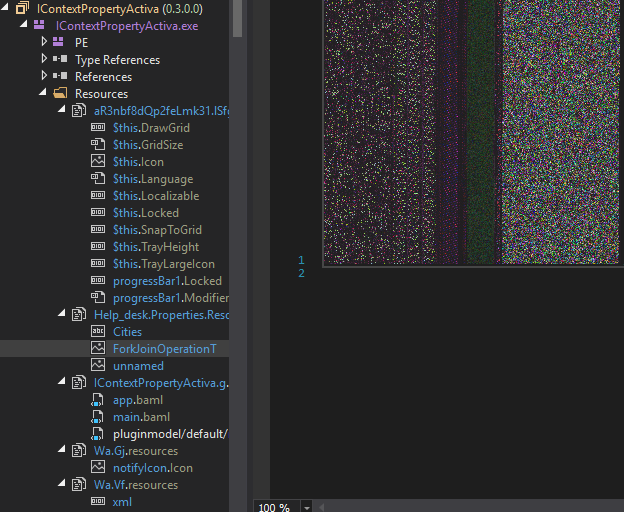 IContextPropertyActiva (0.3.0.0)
IContextPropertyActiva.exe
PE
Type References
References
Resources
aR3nbf8dQp2feLmk31.lSfg
$this.DrawGrid
$this.GridSize
$this.Icon
$this.Language
$this.Localizable
$this.Locked
$this.SnapToGrid
$this.TrayHeight
$this.TrayLargeIcon
progressBar1.Locked
progressBar1.Modifier
Help_desk.Properties.Reso
Cities
ForkJoinOperationT
unnamed
IContextPropertyActiva.g.
app.baml
main.baml
pluginmodel/default/
Wa.Gj.resources
notifyIcon.Icon
Wa.Vf.resources
xml
1
2
100 %